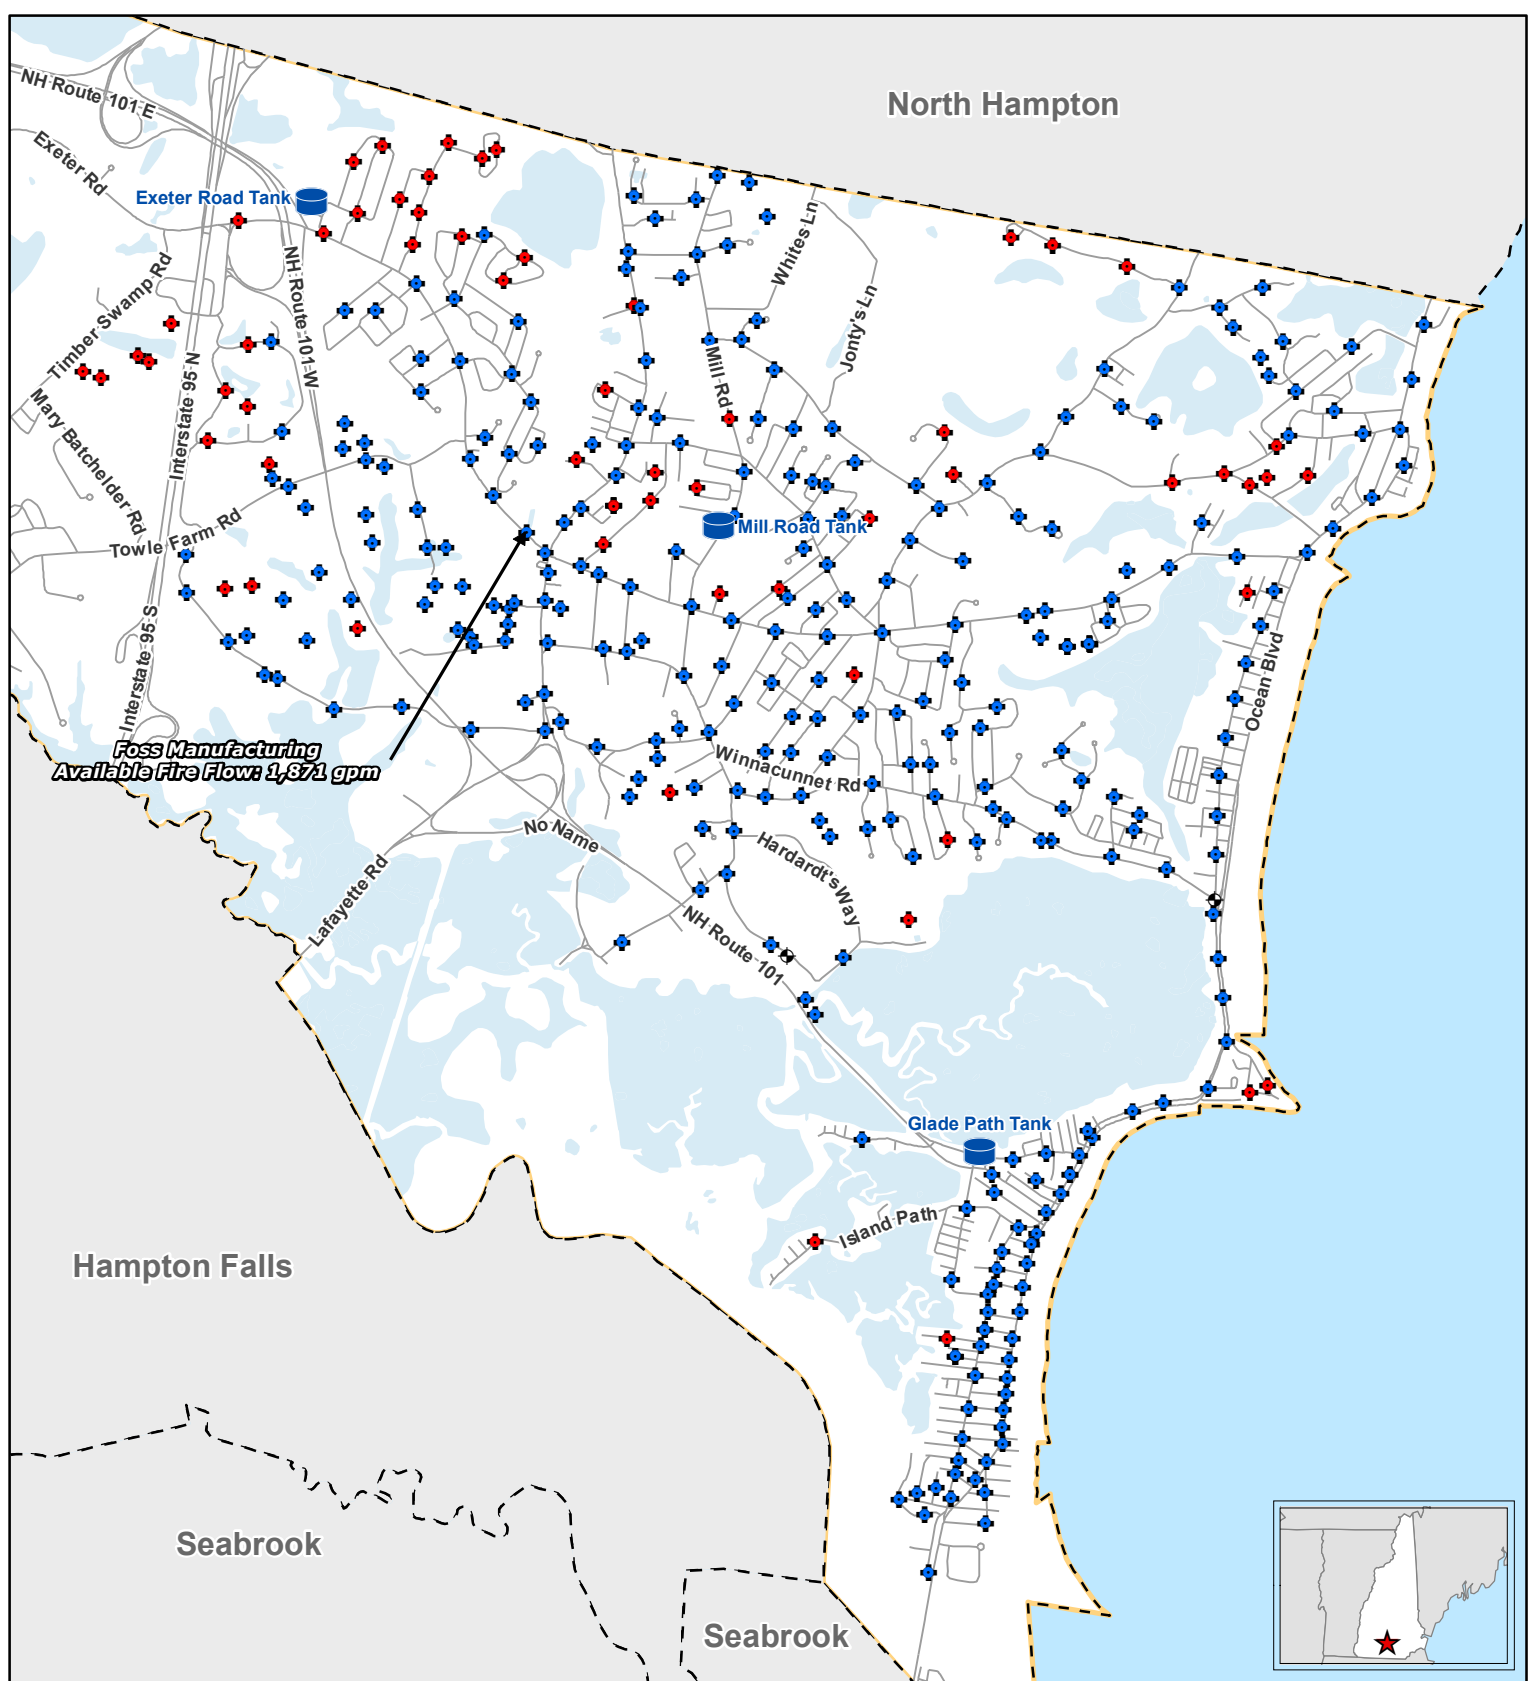 North Hampton
NH Route 101 E
Exeter Rd
Exeter Road Tank
Whites Ln
NH Route 101 W
Timber Swamp Rd
Jonty's Ln
Mill Rd
Interstate 95 N
Mary Batchelder Rd
Towle Farm Rd
Mill Road Tank
Interstate 95 S
Ocean Blvd
Foss Manufacturing
Available Fire Flow: 1,871 gpm
Winnacunnet Rd
No Name
Hardardt's Way
Lafayette Rd
NH Route 101
Glade Path Tank
Island Path
Hampton Falls
Seabrook
Seabrook